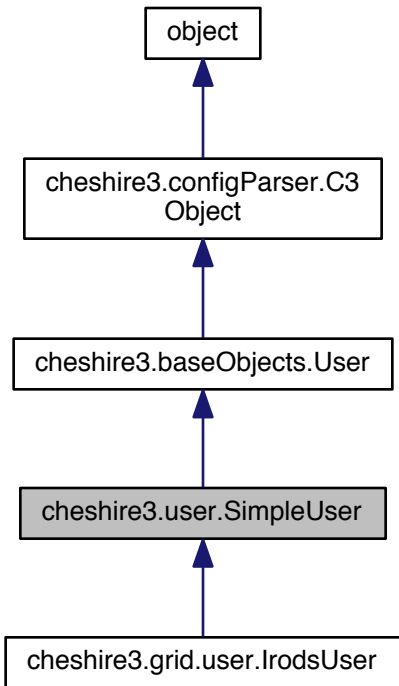 object
cheshire3.configParser.C3
Object
cheshire3.baseObjects.User
cheshire3.user.SimpleUser
cheshire3.grid.user.IrodsUser